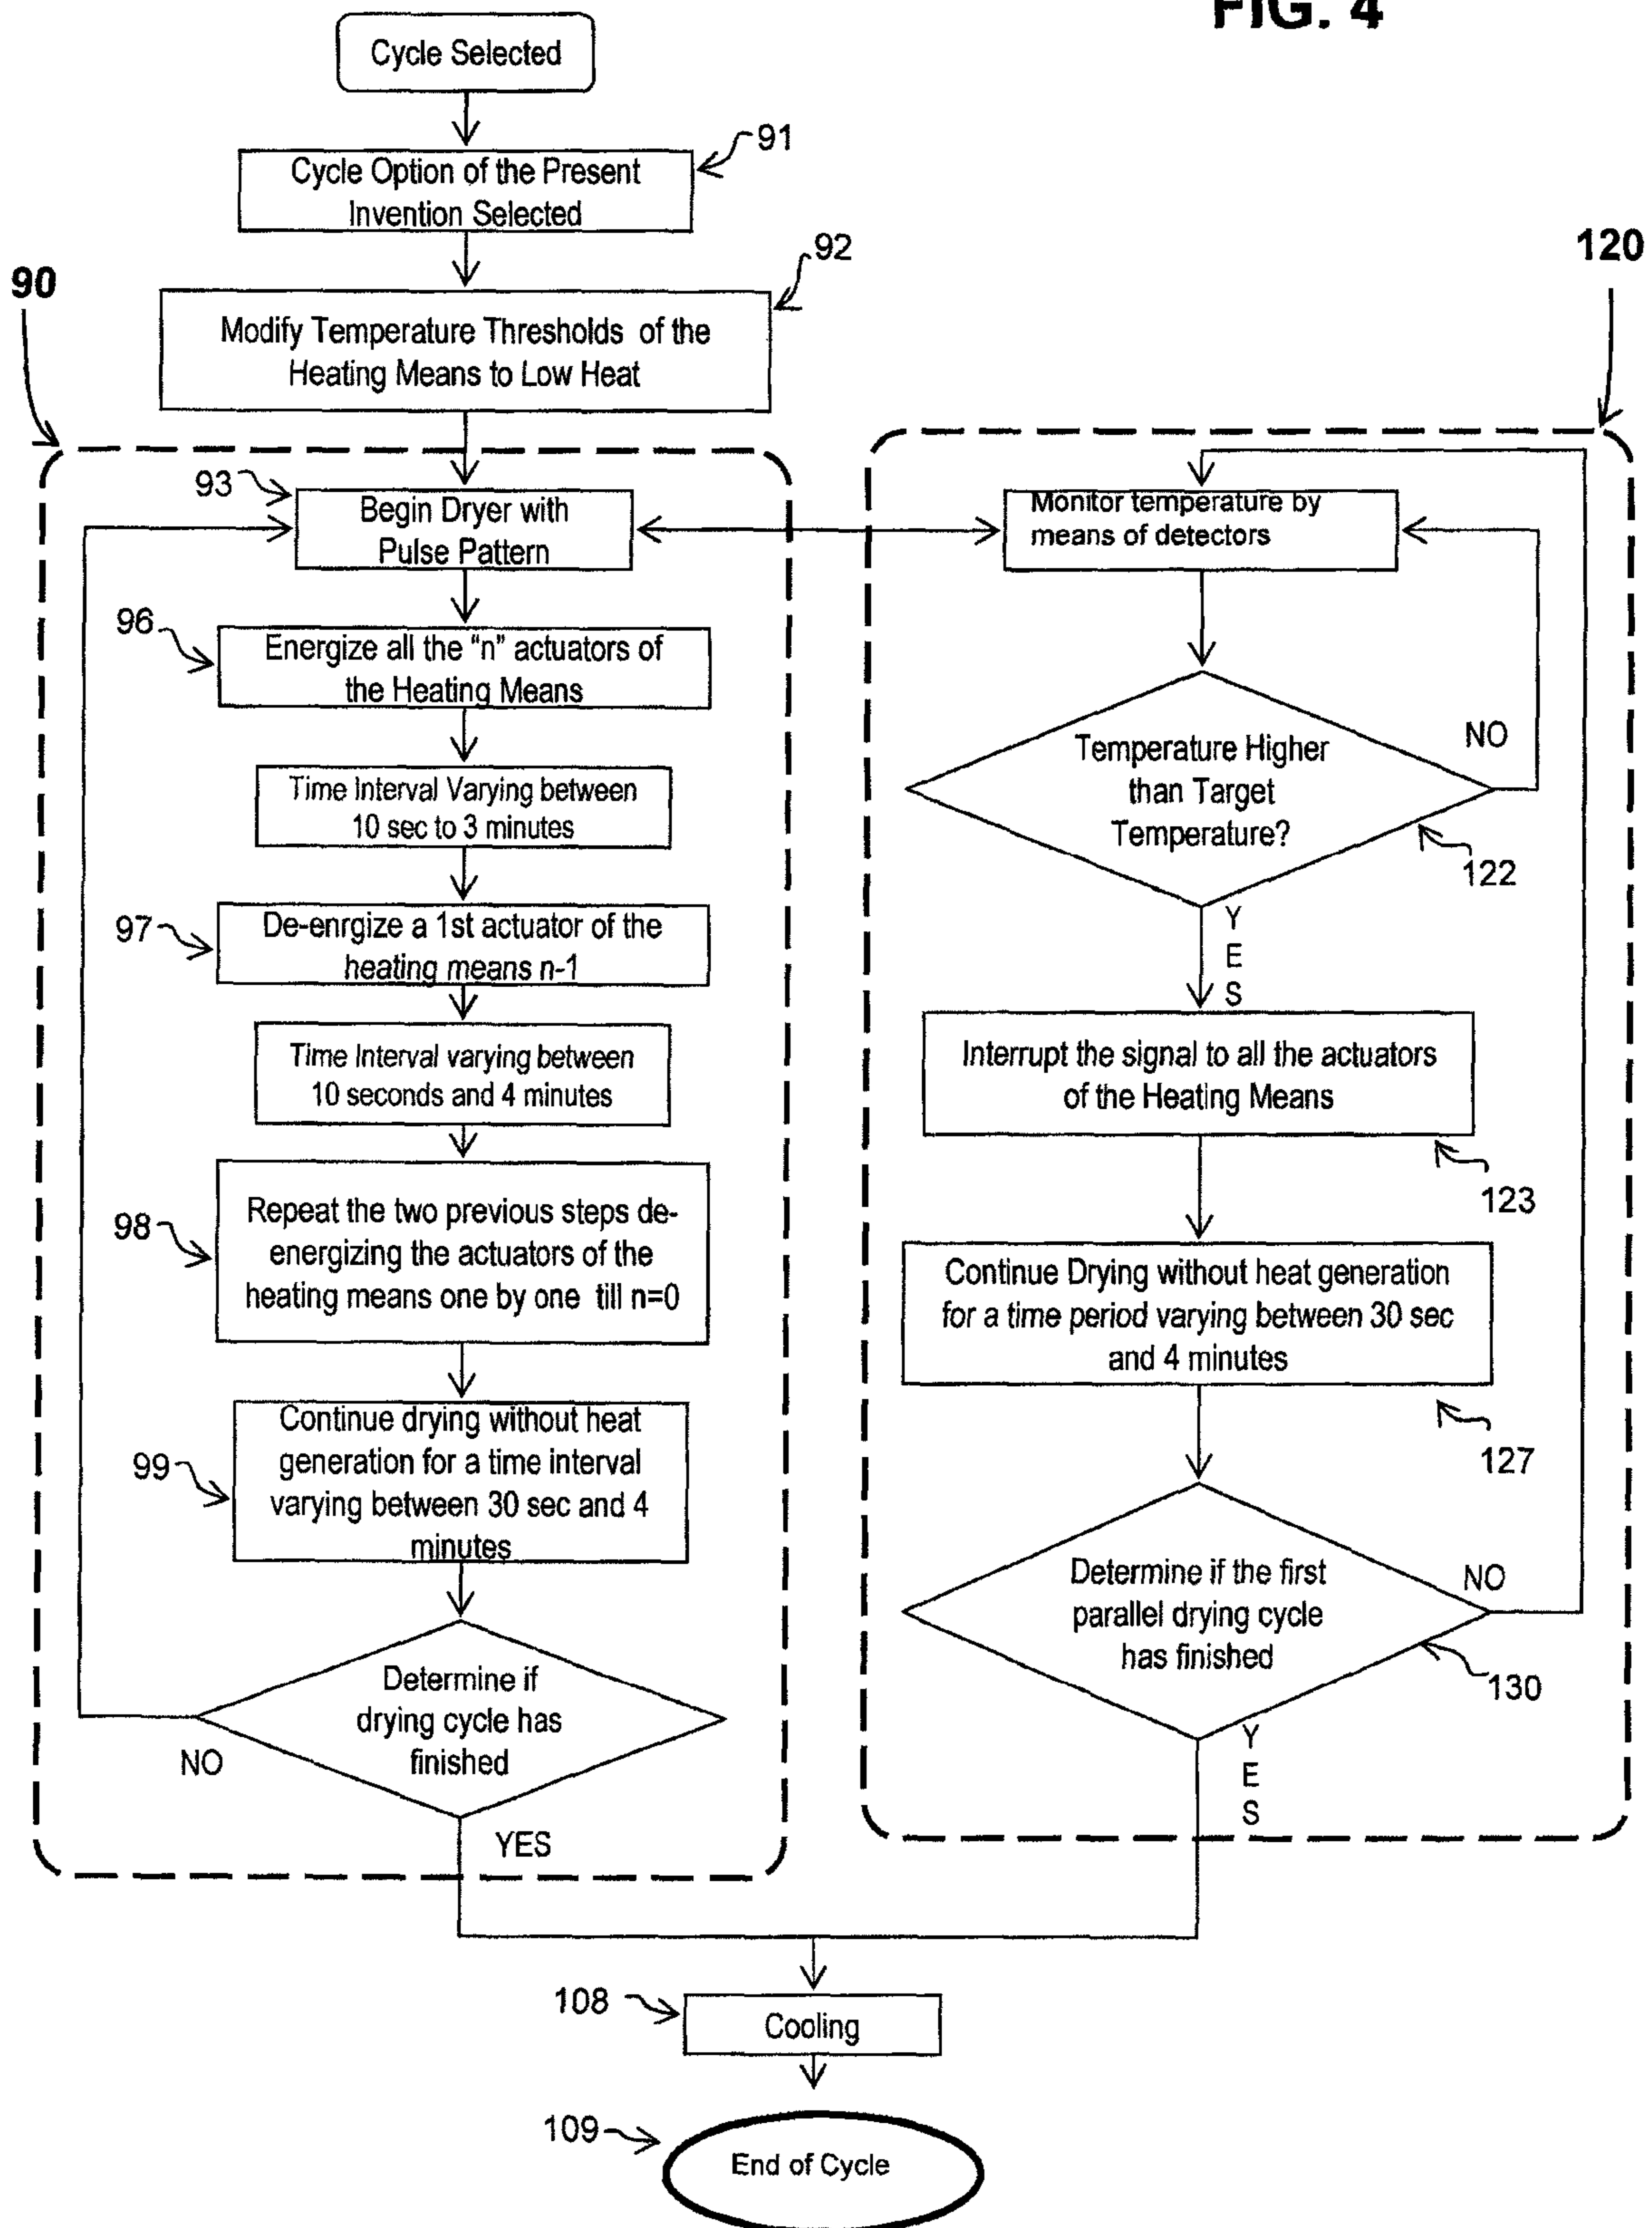 FIG. 4
Cycle Selected
91
Cycle Option of the Present
Invention Selected
92
Modify Temperature Thresholds of the
Heating Means to Low Heat
90
120
93
Begin Dryer with
Pulse Pattern
96
Energize all the “n” actuators of
the Heating Means
Time Interval Varying between
10 sec to 3 minutes
97
De-enrgize a 1st actuator of the
heating means n-1
Time Interval varying between
10 seconds and 4 minutes
98
Repeat the two previous steps de-
energizing the actuators of the
heating means one by one till n=0
99
Continue drying without heat
generation for a time interval
varying between 30 sec and 4
minutes
Determine if
drying cycle has
finished
NO
YES
Monitor temperature by
means of detectors
Temperature Higher
than Target
Temperature?
NO
122
Y
E
S
Interrupt the signal to all the actuators
of the Heating Means
123
Continue Drying without heat generation
for a time period varying between 30 sec
and 4 minutes
127
Determine if the first
parallel drying cycle
has finished
NO
130
Y
E
S
108
Cooling
109
End of Cycle